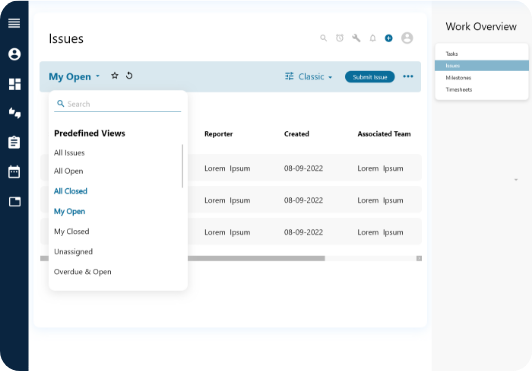 Issues
My Open
Classic
Submit Issue
Search
Predefined Views
All Issues
All Open
All Closed
My Open
My Closed
Unassigned
Overdue & Open
Reporter Created Associated Team
Lorem Ipsum 08-09-2022 Lorem Ipsum
Lorem Ipsum 08-09-2022 Lorem Ipsum
Lorem Ipsum 08-09-2022 Lorem Ipsum
Work Overview
Tasks
Issues
Milestones
Timesheets